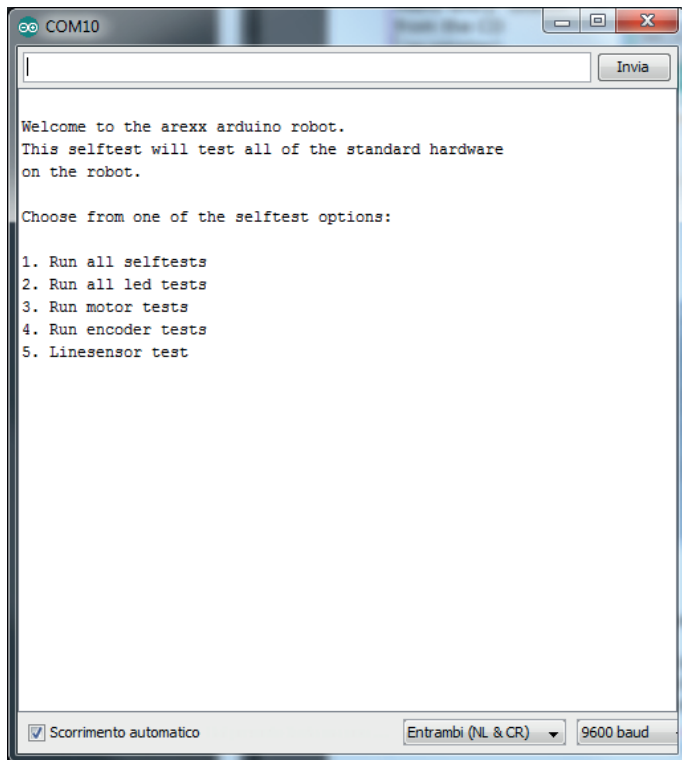 COM10
Invia
Welcome to the arexx arduino robot.
This selftest will test all of the standard hardware
on the robot.
Choose from one of the selftest options:
1. Run all selftests
2. Run all led tests
3. Run motor tests
4. Run encoder tests
5. Linesensor test
Scorrimento automatico
Entrambi (NL & CR)
9600 baud